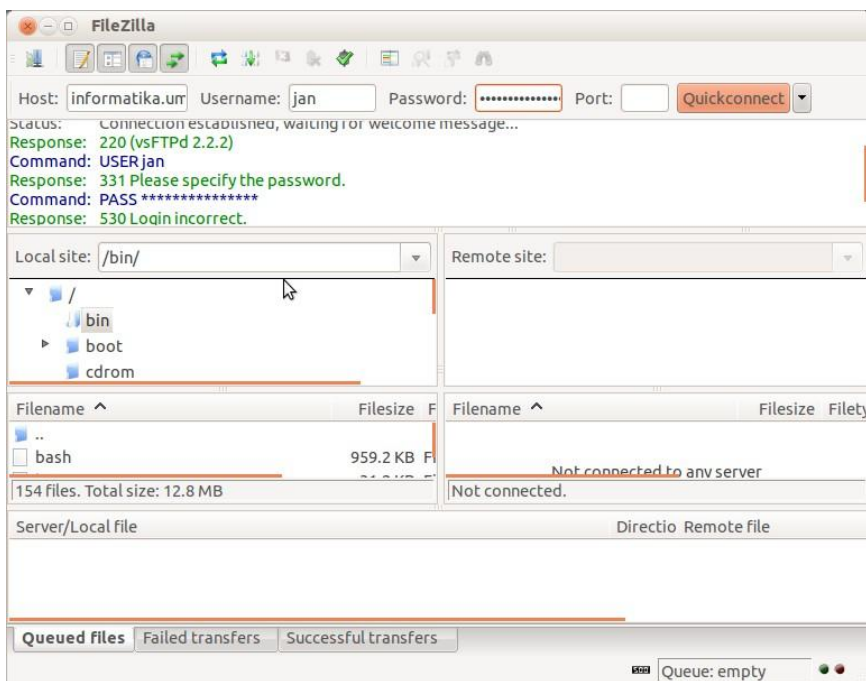 FileZilla
Host: informatika.um Username: jan Password: ••••••••••••••• Port: Quickconnect
Status: Connection established, waiting for welcome message...
Response: 220 (vsFTPd 2.2.2)
Command: USER jan
Response: 331 Please specify the password.
Command: PASS ***************
Response: 530 Login incorrect.
Local site: /bin/
Remote site:
/
bin
boot
cdrom
Filename Filesize F
..
bash 959.2 KB Fi
154 files. Total size: 12.8 MB
Filename Filesize Filety
Not connected to any server
Not connected.
Server/Local file Directio Remote file
Queued files Failed transfers Successful transfers
Queue: empty